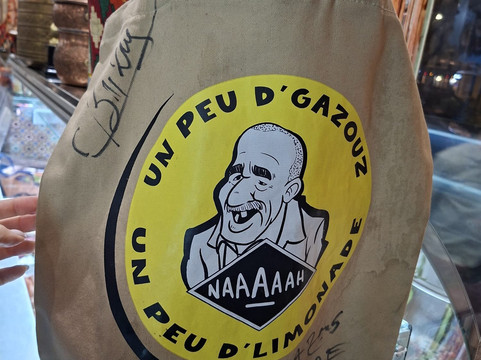 UN PEU D'GAZOUZ
NAAAAAH
UN PEU D'LIMONADE